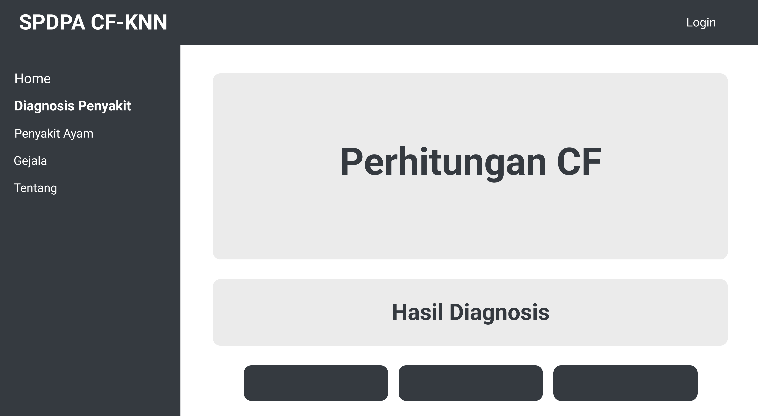 SPDPA CF-KNN
Login
Home
Diagnosis Penyakit
Penyakit Ayam
Gejala
Tentang
Perhitungan CF
Hasil Diagnosis